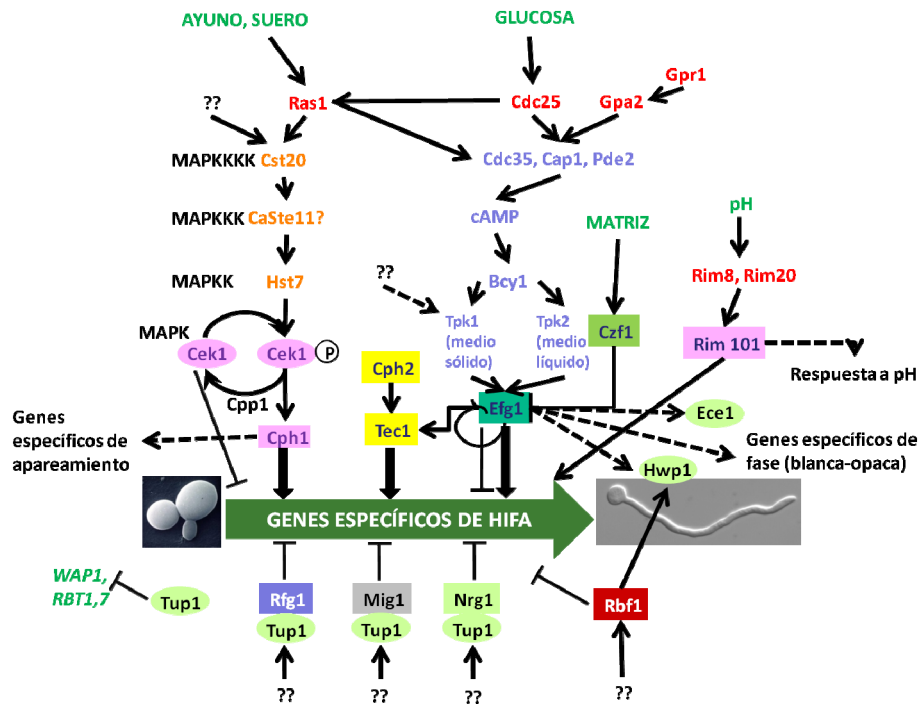 AYUNO, SUERO
GLUCOSA
Gpr1
??
Ras1
Cdc25
Gpa2
MAPKKKK Cst20
Cdc35, Cap1, Pde2
MAPKKK CaSte11?
cAMP
MATRIZ
pH
MAPKK Hst7
??
Bcy1
Rim8, Rim20
MAPK
Tpk1
(medio
sólido)
Tpk2
(medio
líquido)
Czf1
Rim 101
Cek1
Cek1
P
Cph2
Respuesta a pH
Cpp1
Efg1
Ece1
Genes
específicos de
apareamiento
Cph1
Tec1
Genes específicos de
fase (blanca-opaca)
Hwp1
GENES ESPECÍFICOS DE HIFA
WAP1,
RBT1,7
Tup1
Rfg1
Mig1
Nrg1
Rbf1
Tup1
Tup1
Tup1
??
??
??
??